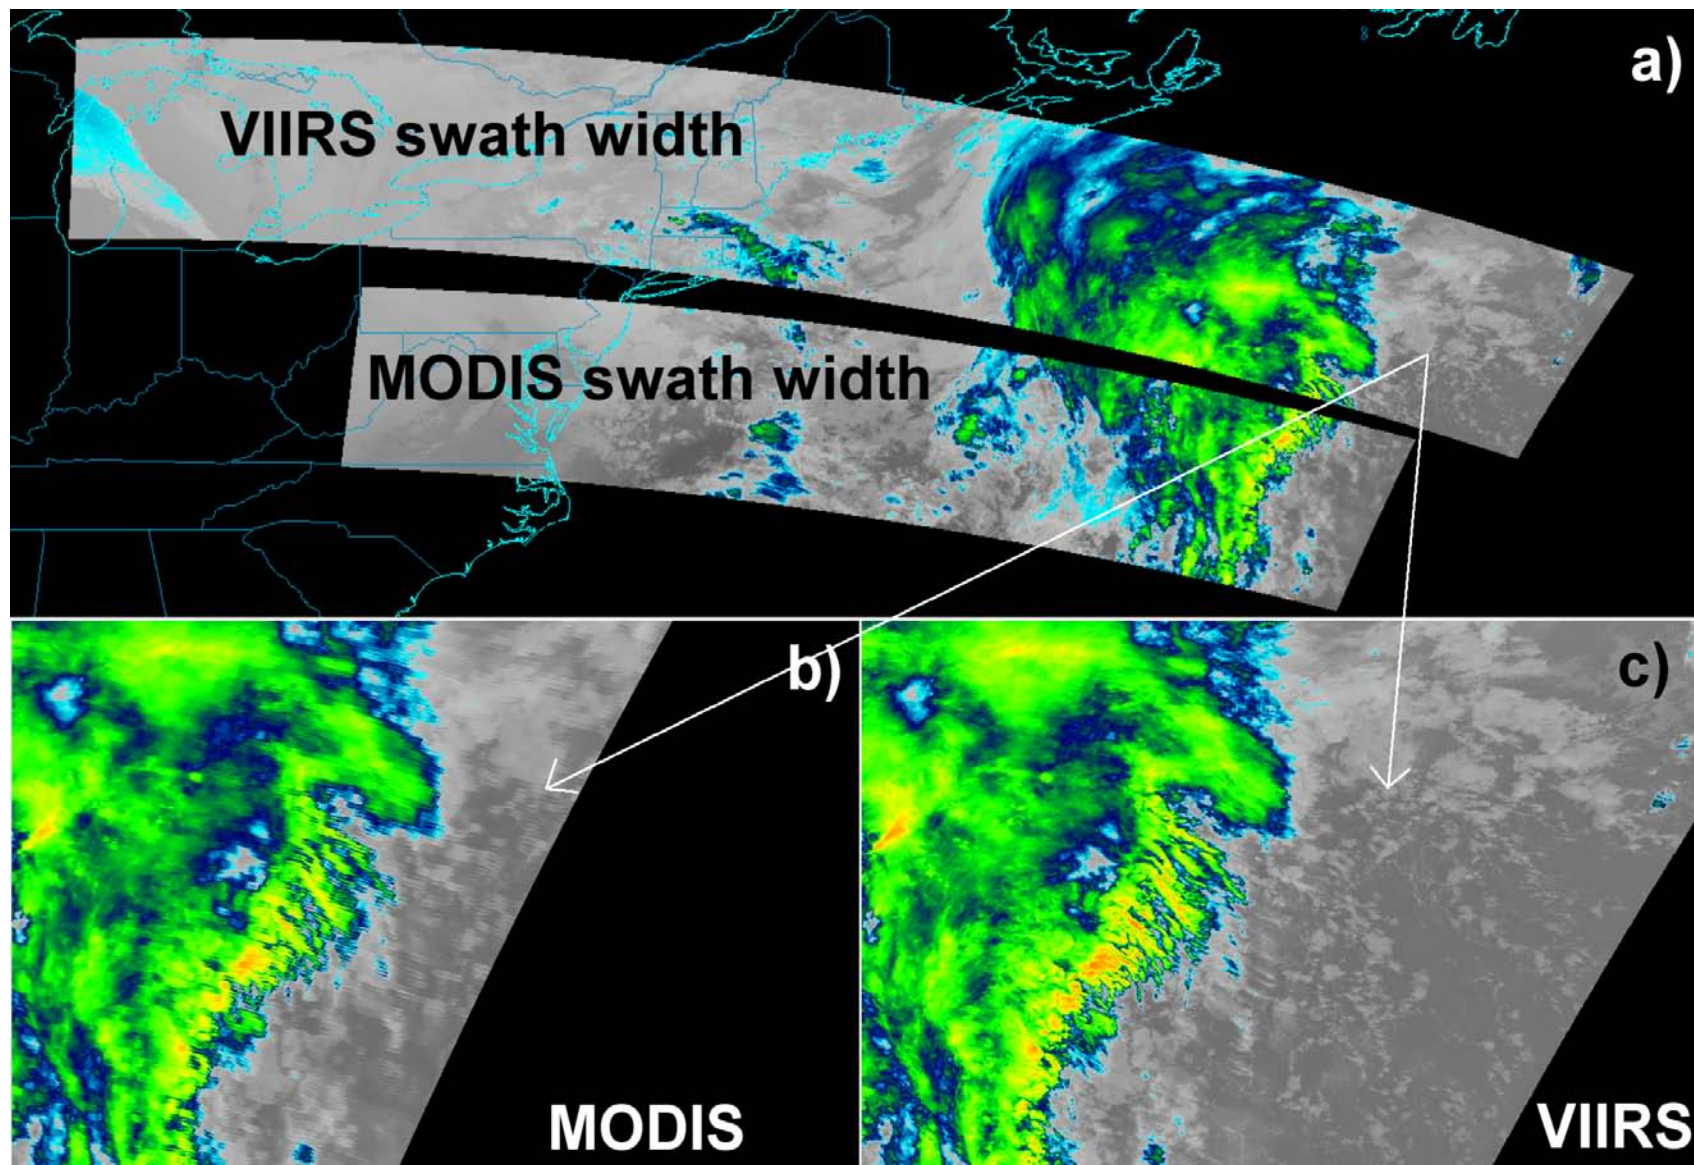 a)
VIIRS swath width
MODIS swath width
b)
c)
MODIS
VIIRS